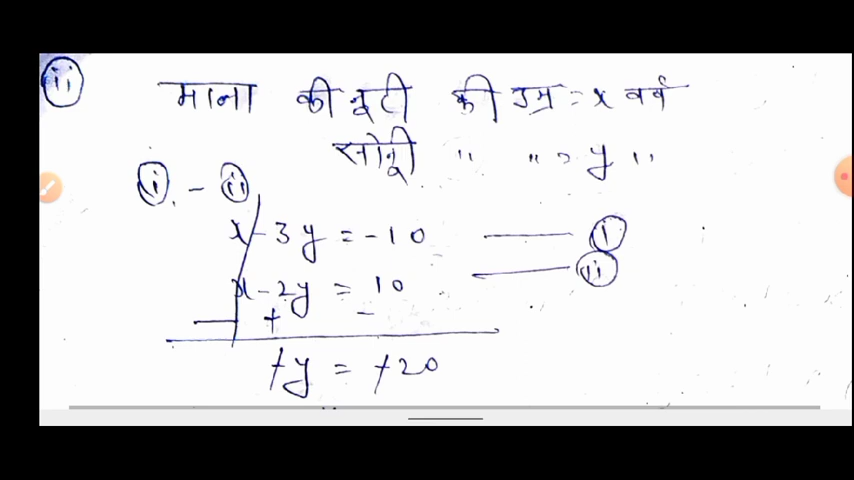 ii
माना की नूटी की उम्र = x वर्ष
सोनू " " = y "
i - ii
x - 3y = -10 —— i
x - 2y = 10 —— ii
- + -
+y = +20